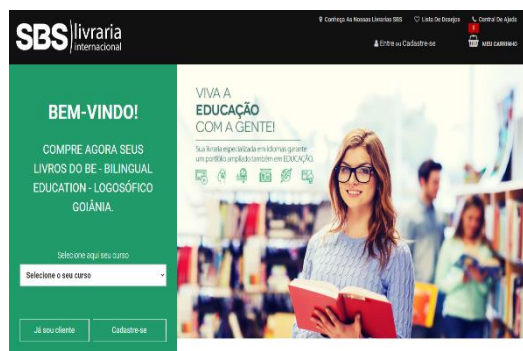 SBS livraria internacional
Conheça As Nossas Livrarias SBS
Lista De Desejos
Central De Ajuda
Entre ou Cadastre-se
MEU CARRINHO
BEM-VINDO!
COMPRE AGORA SEUS
LIVROS DO BE - BILINGUAL
EDUCATION - LOGOSÓFICO
GOIÂNIA.
Selecione aqui seu curso
Selecione o seu curso
Já sou cliente
Cadastre-se
VIVA A
EDUCAÇÃO
COM A GENTE!
Sua livraria especializada em idiomas garante
um portfólio ampliado também em EDUCAÇÃO.